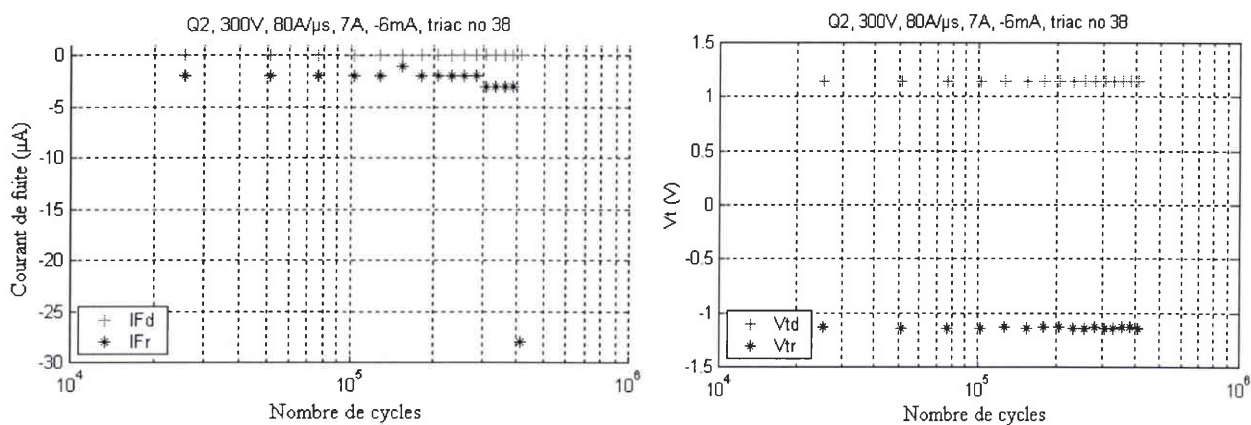 Q2, 300V, 80A/µs, 7A, -6mA, triac no 38
0
-5
-10
-15
-20
-25
-30
Courant de fuite (µA)
IFd
IFr
10^4
10^5
10^6
Nombre de cycles
Q2, 300V, 80A/µs, 7A, -6mA, triac no 38
1.5
1
0.5
0
-0.5
-1
-1.5
Vt (V)
Vtd
Vtr
10^4
10^5
10^6
Nombre de cycles